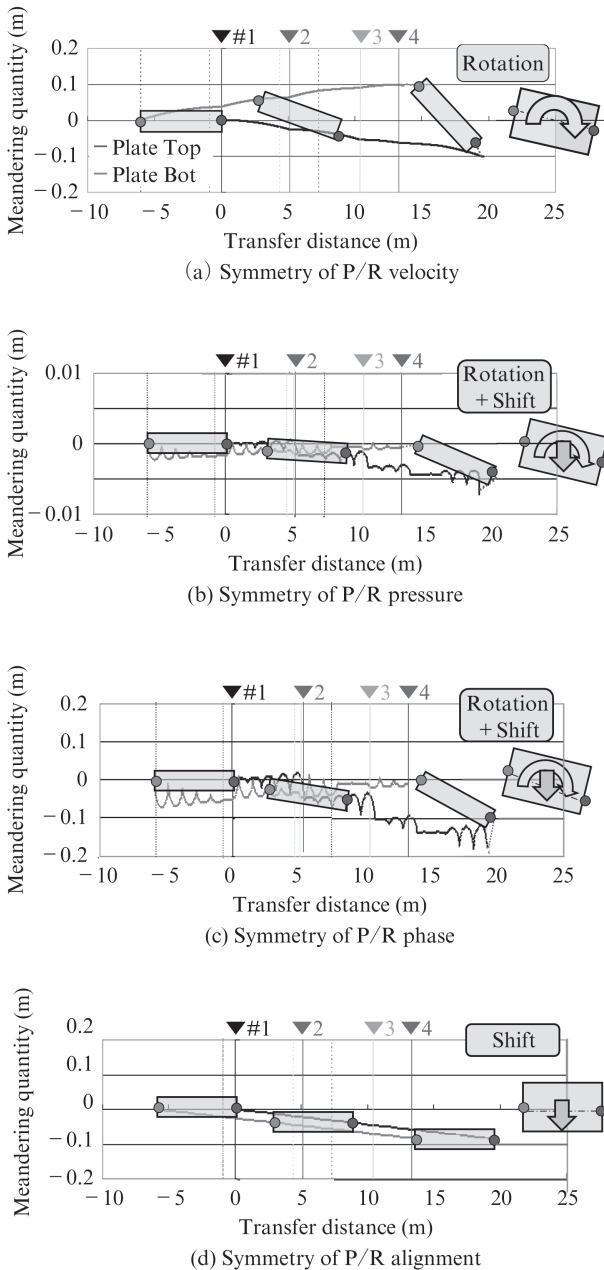 #1 2 3 4
Rotation
Meandering quantity (m)
0.2
0.1
0
−0.1
−0.2
Plate Top
Plate Bot
−10 −5 0 5 10 15 20 25
Transfer distance (m)
(a) Symmetry of P/R velocity
#1 2 3 4
Rotation
+ Shift
Meandering quantity (m)
0.01
0
−0.01
−10 −5 0 5 10 15 20 25
Transfer distance (m)
(b) Symmetry of P/R pressure
#1 2 3 4
Rotation
+ Shift
Meandering quantity (m)
0.2
0.1
0
−0.1
−0.2
−10 −5 0 5 10 15 20 25
Transfer distance (m)
(c) Symmetry of P/R phase
#1 2 3 4
Shift
Meandering quantity (m)
0.2
0.1
0
−0.1
−0.2
−10 −5 0 5 10 15 20 25
Transfer distance (m)
(d) Symmetry of P/R alignment